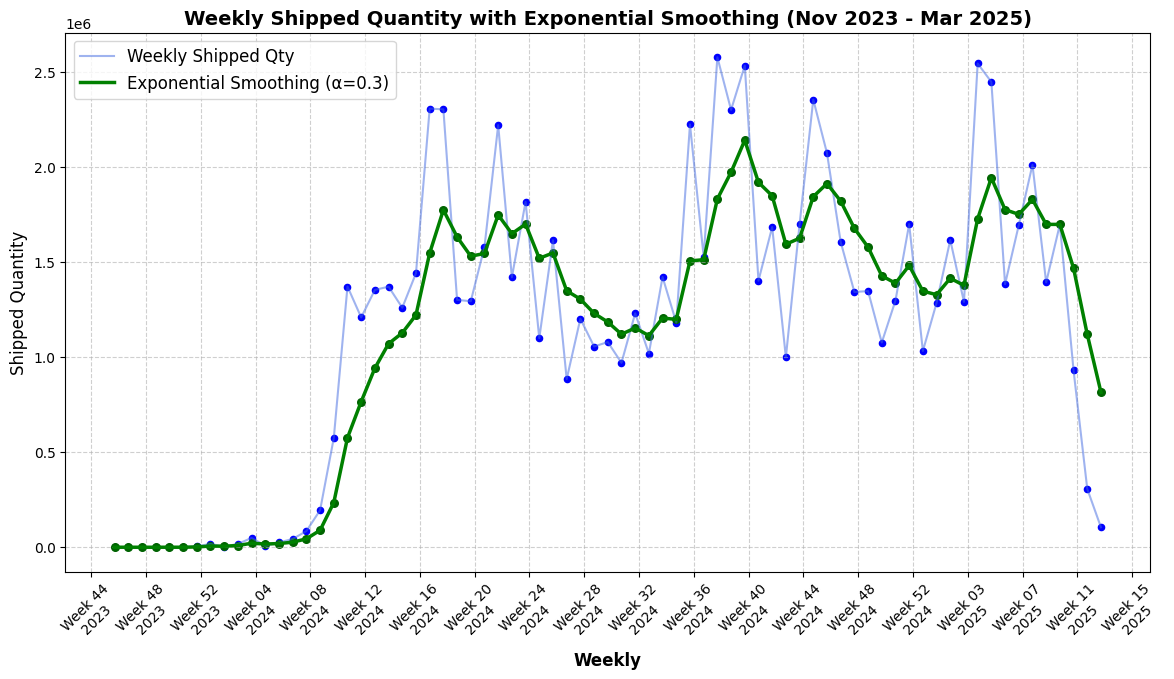 Weekly Shipped Quantity with Exponential Smoothing (Nov 2023 - Mar 2025)
1e6
Weekly Shipped Qty
Exponential Smoothing (α=0.3)
Shipped Quantity
2.5
2.0
1.5
1.0
0.5
0.0
Week 44
2023
Week 48
2023
Week 52
2023
Week 04
2024
Week 08
2024
Week 12
2024
Week 16
2024
Week 20
2024
Week 24
2024
Week 28
2024
Week 32
2024
Week 36
2024
Week 40
2024
Week 44
2024
Week 48
2024
Week 52
2024
Week 03
2025
Week 07
2025
Week 11
2025
Week 15
2025
Weekly